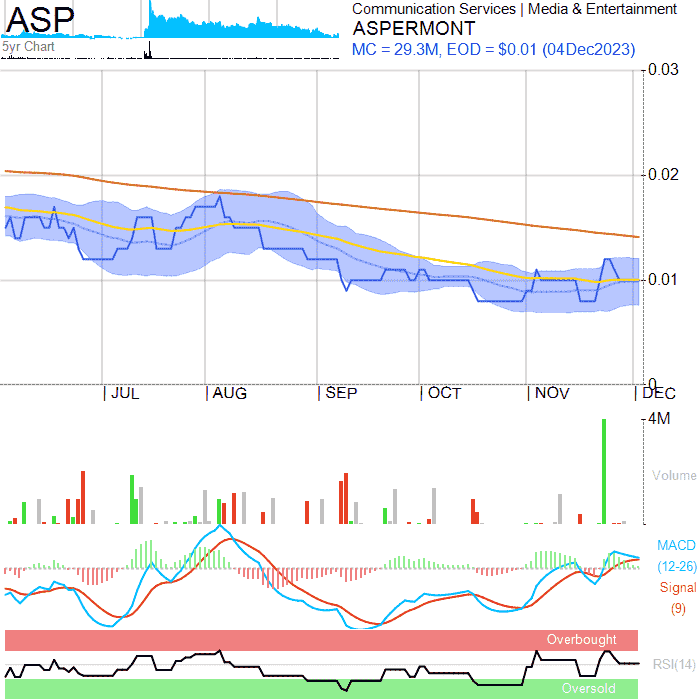 ASP
5yr Chart
Communication Services | Media & Entertainment
ASPERMONT
MC = 29.3M, EOD = $0.01 (04Dec2023)
0.03
0.02
0.01
0
JUL AUG SEP OCT NOV DEC
4M
Volume
MACD
(12-26)
Signal
(9)
Overbought
RSI(14)
Oversold